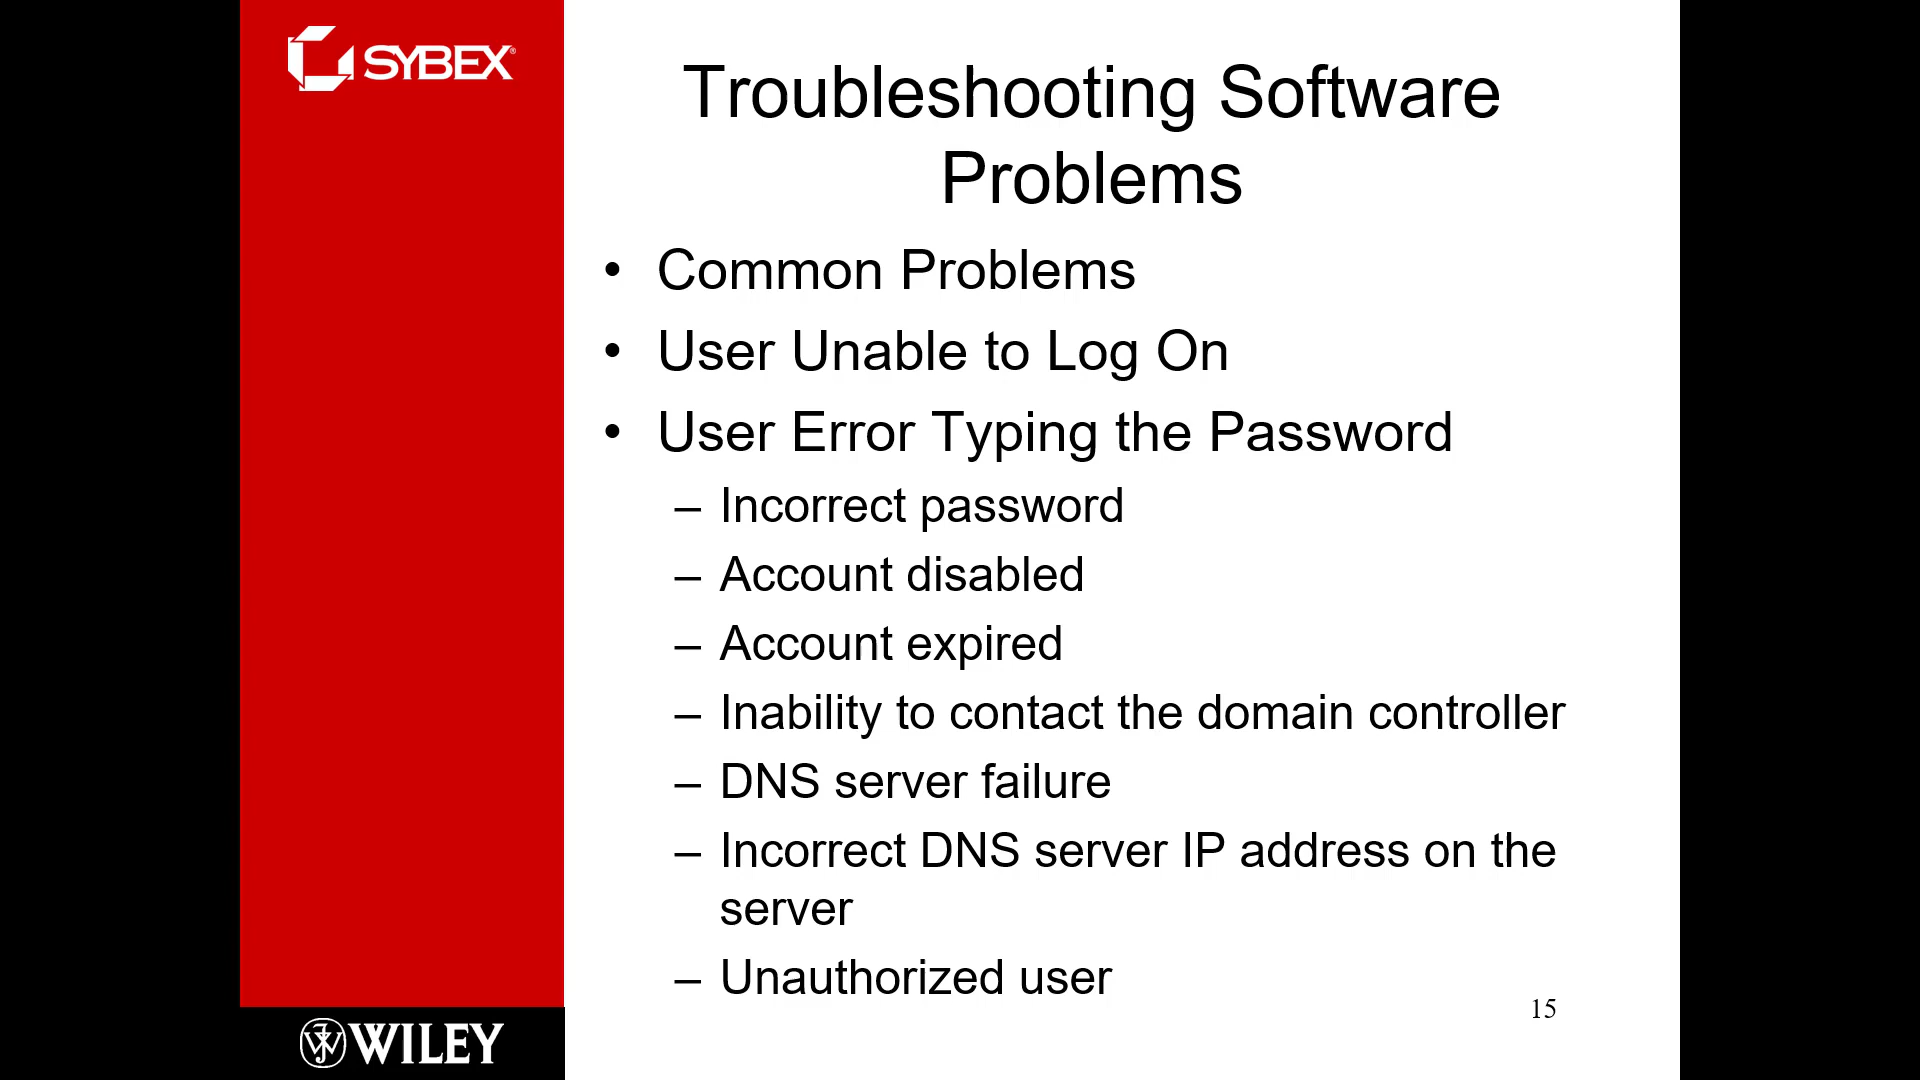 SYBEX®
Troubleshooting Software
Problems
• Common Problems
• User Unable to Log On
• User Error Typing the Password
– Incorrect password
– Account disabled
– Account expired
– Inability to contact the domain controller
– DNS server failure
– Incorrect DNS server IP address on the
server
– Unauthorized user
15
WILEY